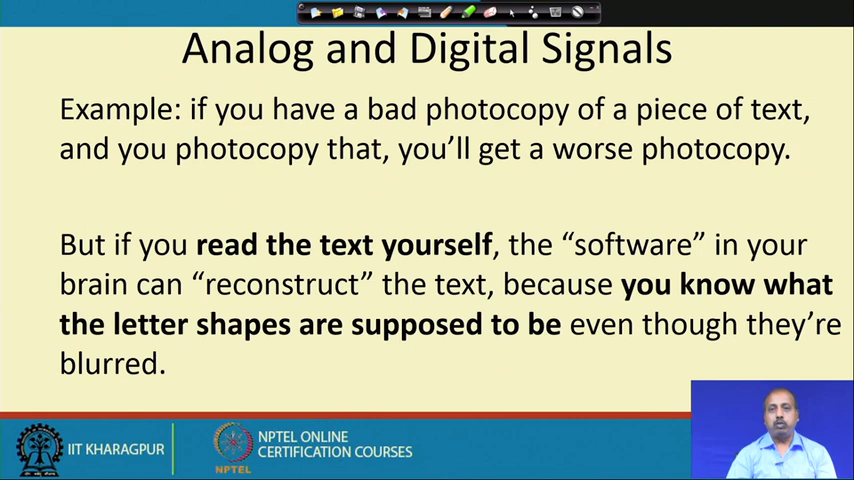 Analog and Digital Signals
Example: if you have a bad photocopy of a piece of text,
and you photocopy that, you’ll get a worse photocopy.
But if you read the text yourself, the “software” in your
brain can “reconstruct” the text, because you know what
the letter shapes are supposed to be even though they’re
blurred.
IIT KHARAGPUR
NPTEL
NPTEL ONLINE
CERTIFICATION COURSES